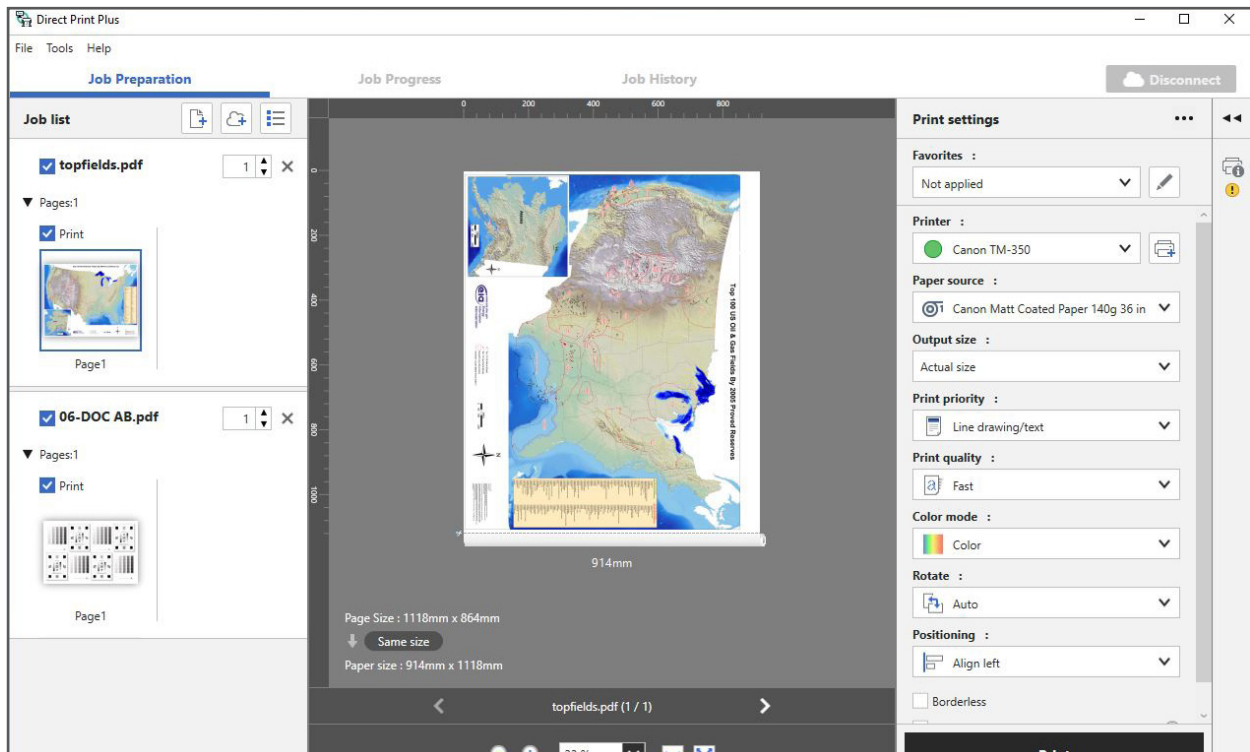 Direct Print Plus
File Tools Help
Job Preparation Job Progress Job History Disconnect
Job list
topfields.pdf 1
Pages:1
Print
Page1
06-DOC AB.pdf 1
Pages:1
Print
Page1
0 200 400 600 800
0
200
400
600
800
1000
Top 100 US Oil & Gas Fields By 2005 Proved Reserves
eia
914mm
Page Size : 1118mm x 864mm
Same size
Paper size : 914mm x 1118mm
topfields.pdf (1 / 1)
Print settings
Favorites :
Not applied
Printer :
Canon TM-350
Paper source :
1 Canon Matt Coated Paper 140g 36 in
Output size :
Actual size
Print priority :
Line drawing/text
Print quality :
a Fast
Color mode :
Color
Rotate :
Auto
Positioning :
Align left
Borderless